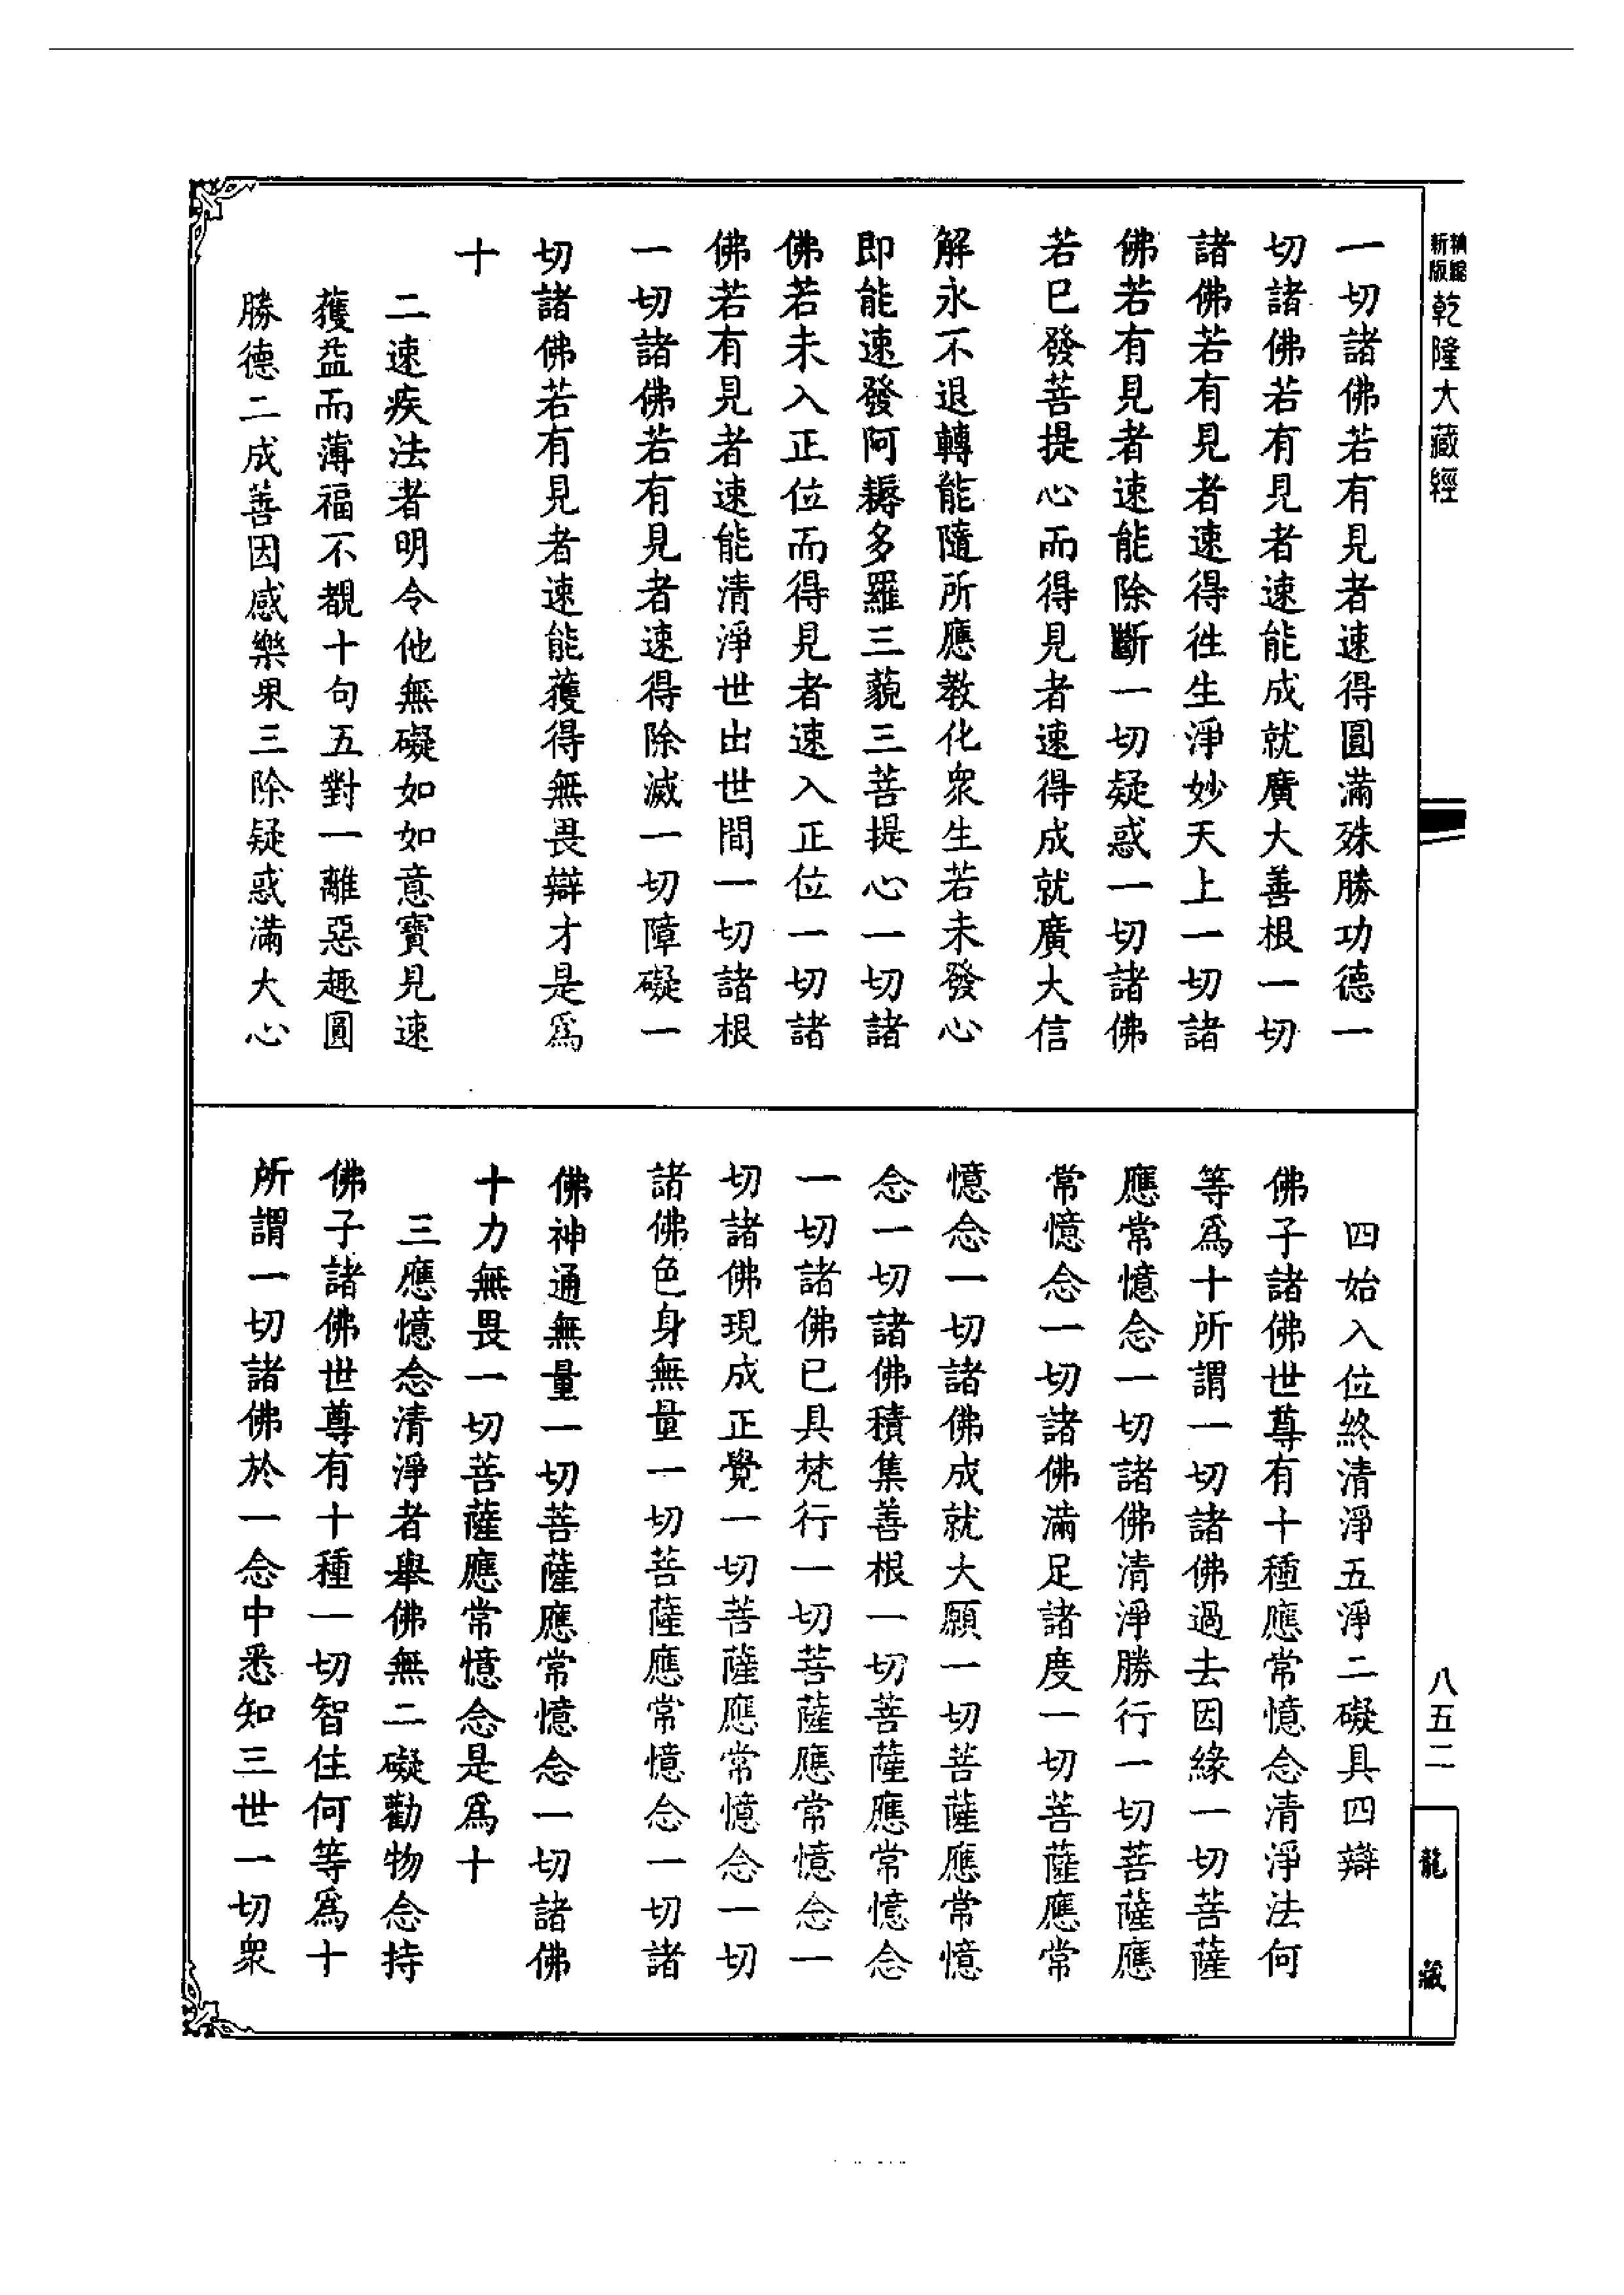 新版
精縮
乾隆大藏經
一切諸佛若有見者速得圓滿殊勝功德一
切諸佛若有見者速能成就廣大善根一切
諸佛若有見者速得徃生淨妙天上一切諸
佛若有見者速能除斷一切疑惑一切諸佛
若已發菩提心而得見者速得成就廣大信
解永不退轉能隨所應教化衆生若未發心
即能速發阿耨多羅三藐三菩提心一切諸
佛若未入正位而得見者速入正位一切諸
佛若有見者速能清淨世出世間一切諸根
一切諸佛若有見者速得除滅一切障礙一
切諸佛若有見者速能獲得無畏辯才是為
十
二速疾法者明令他無礙如如意寶見速
獲益而薄福不覩十句五對一離惡趣圓
勝德二成善因感樂果三除疑惑滿大心
四始入位終清淨五淨二礙具四辯
佛子諸佛世尊有十種應常憶念清淨法何
等為十所謂一切諸佛過去因緣一切菩薩
應常憶念一切諸佛清淨勝行一切菩薩應
常憶念一切諸佛滿足諸度一切菩薩應常
憶念一切諸佛成就大願一切菩薩應常憶
念一切諸佛積集善根一切菩薩應常憶念
一切諸佛已具梵行一切菩薩應常憶念一
切諸佛現成正覺一切菩薩應常憶念一切
諸佛色身無量一切菩薩應常憶念一切諸
佛神通無量一切菩薩應常憶念一切諸佛
十力無畏一切菩薩應常憶念是為十
三應憶念清淨者舉佛無二礙勸物念持
佛子諸佛世尊有十種一切智住何等為十
所謂一切諸佛於一念中悉知三世一切衆
八五二
龍藏